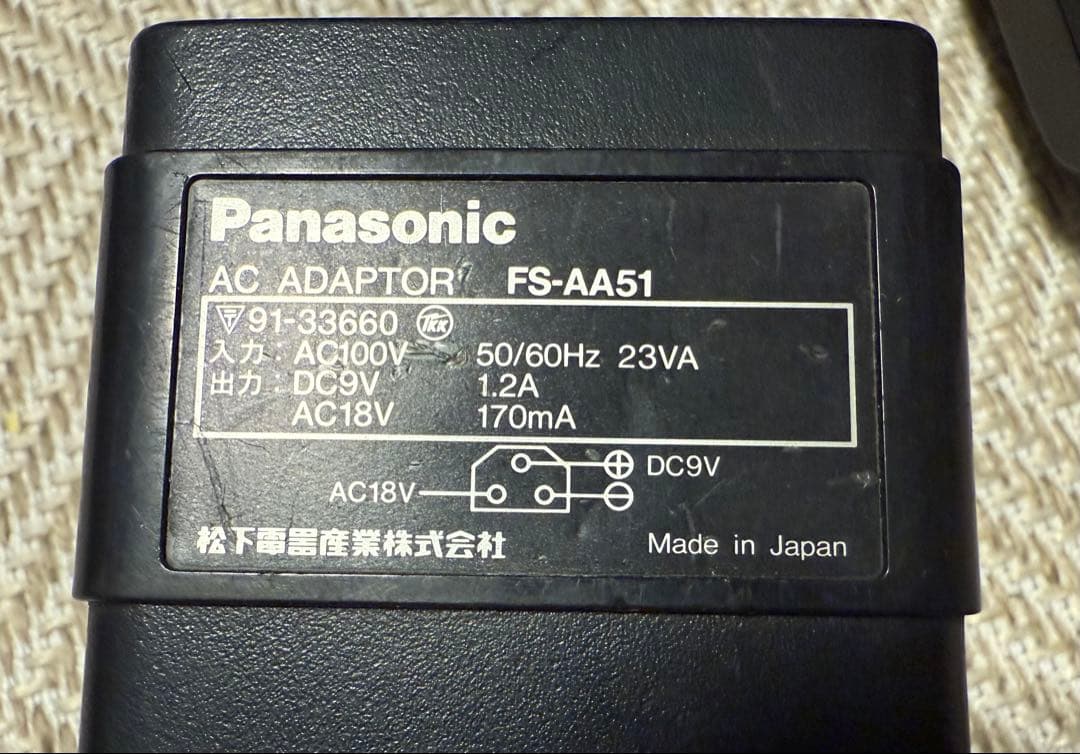 Panasonic
AC ADAPTOR FS-AA51
91-33660 TKK
入力: AC100V 50/60Hz 23VA
出力: DC9V 1.2A
AC18V 170mA
⊕ DC9V
AC18V ⊖
松下電器産業株式会社 Made in Japan